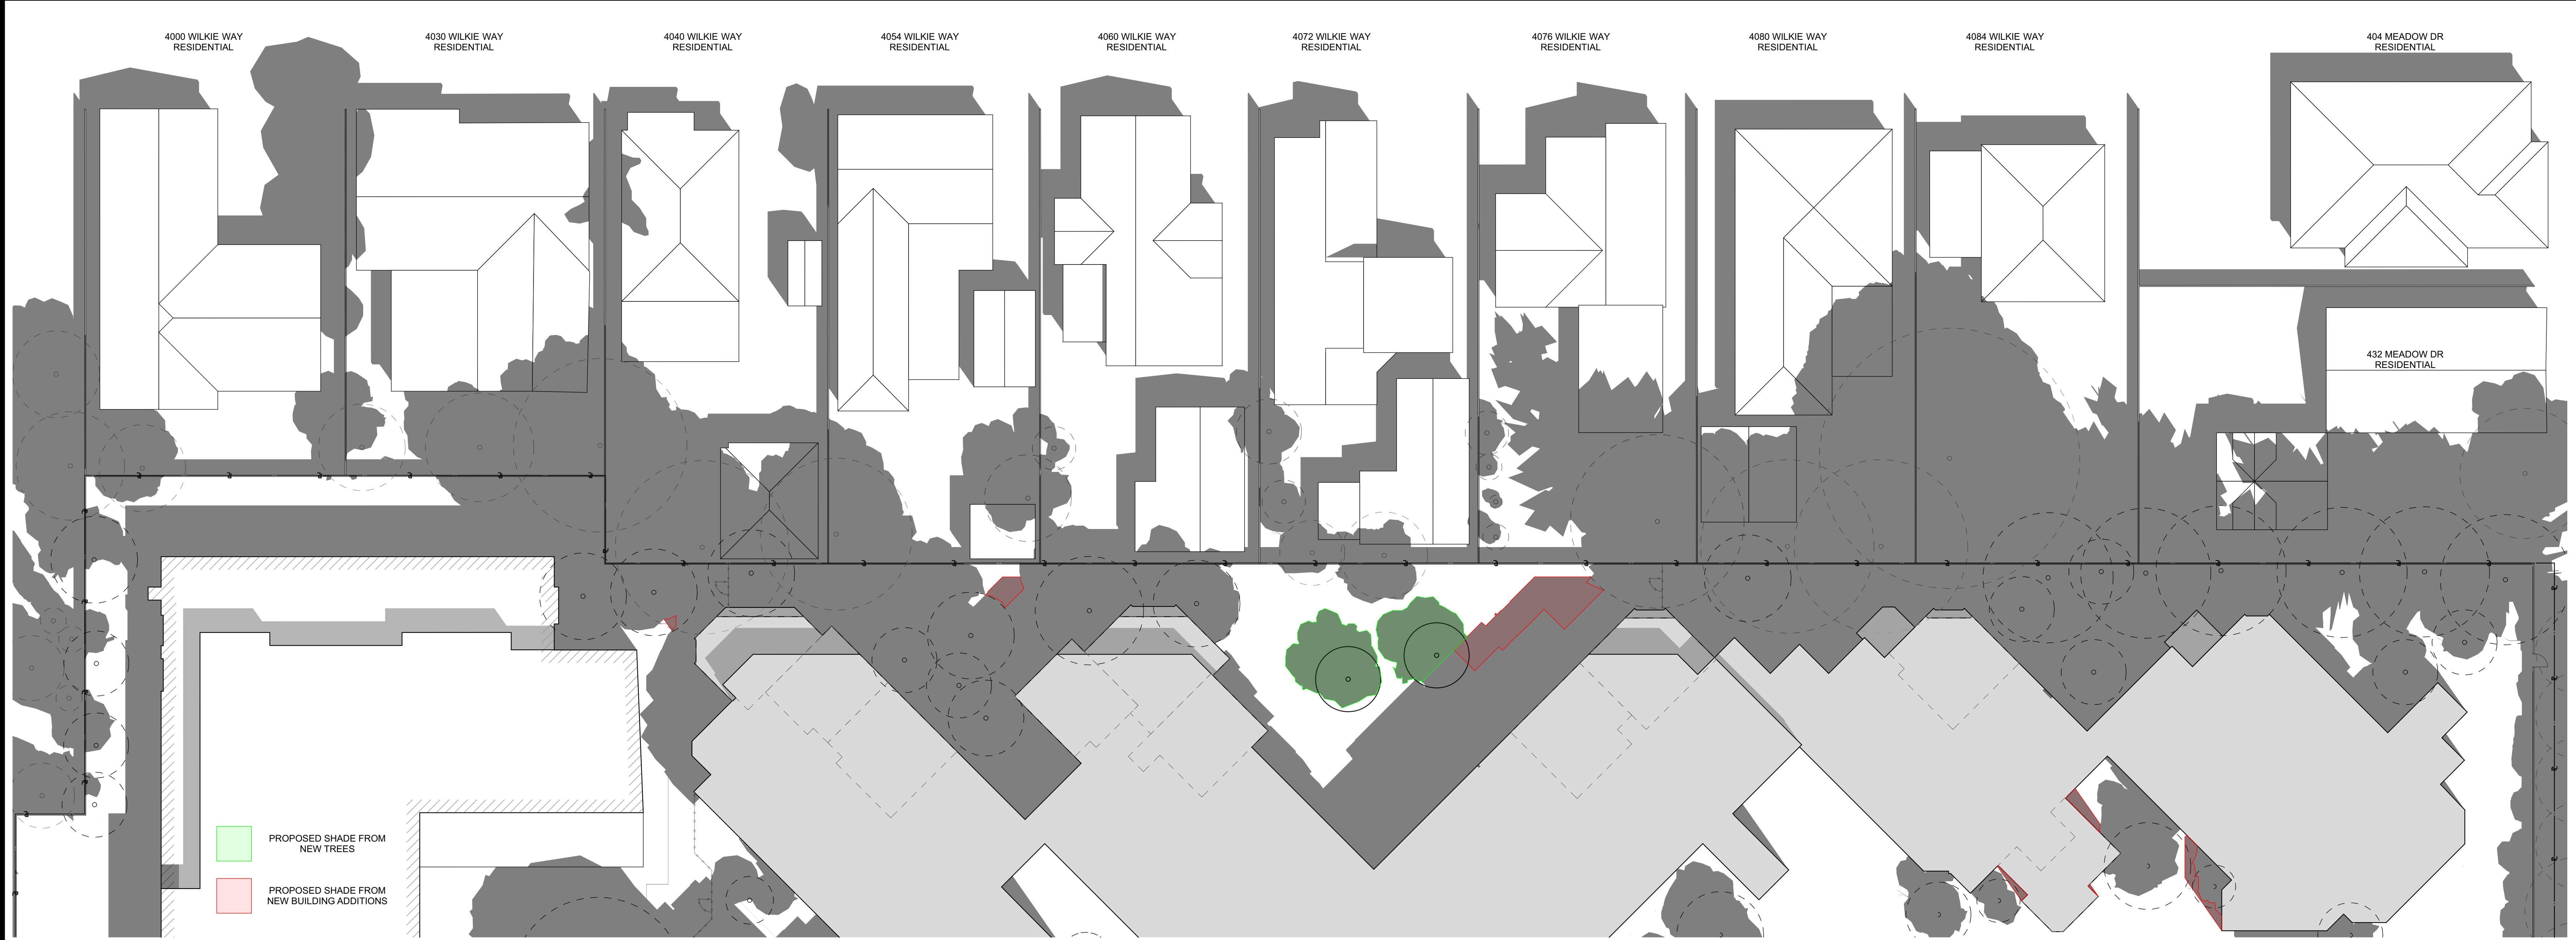 4000 WILKIE WAY
RESIDENTIAL
4030 WILKIE WAY
RESIDENTIAL
4040 WILKIE WAY
RESIDENTIAL
4054 WILKIE WAY
RESIDENTIAL
4060 WILKIE WAY
RESIDENTIAL
4072 WILKIE WAY
RESIDENTIAL
4076 WILKIE WAY
RESIDENTIAL
4080 WILKIE WAY
RESIDENTIAL
4084 WILKIE WAY
RESIDENTIAL
404 MEADOW DR
RESIDENTIAL
432 MEADOW DR
RESIDENTIAL
PROPOSED SHADE FROM
NEW TREES
PROPOSED SHADE FROM
NEW BUILDING ADDITIONS